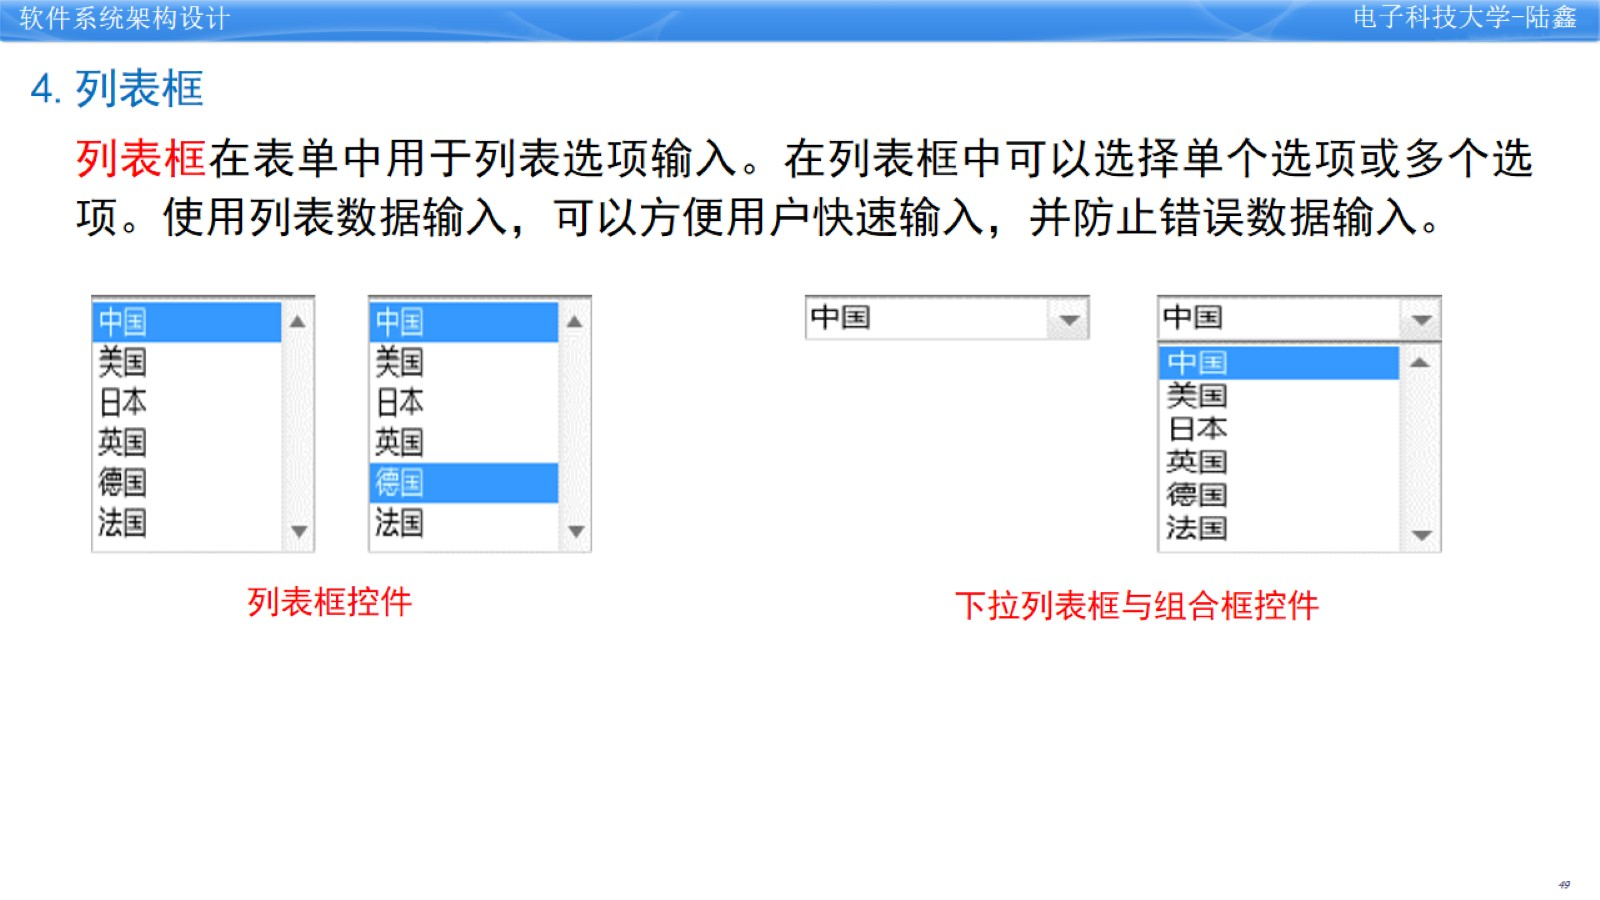 软件系统架构设计
电子科技大学-陆鑫
4. 列表框
列表框在表单中用于列表选项输入。在列表框中可以选择单个选项或多个选
项。使用列表数据输入，可以方便用户快速输入，并防止错误数据输入。
中国
美国
日本
英国
德国
法国
中国
美国
日本
英国
德国
法国
列表框控件
中国
中国
中国
美国
日本
英国
德国
法国
下拉列表框与组合框控件
49